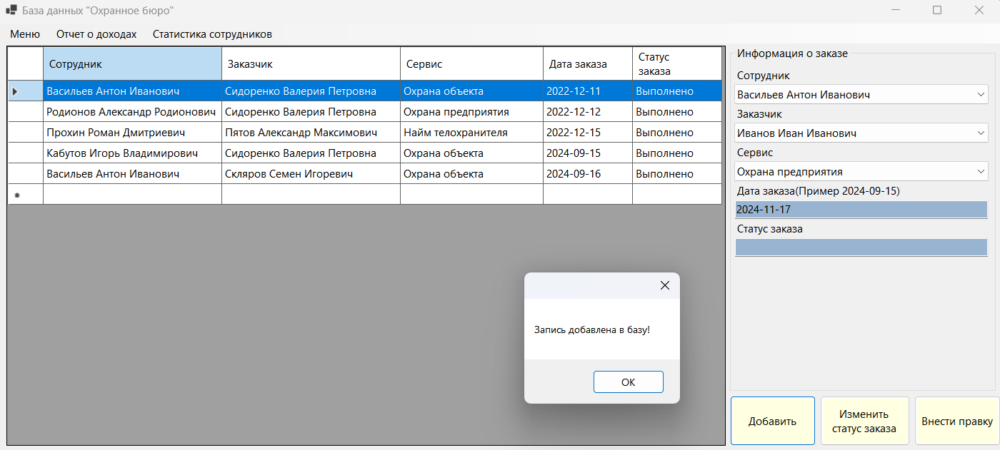 База данных "Охранное бюро"
Меню Отчет о доходах Статистика сотрудников
Сотрудник Заказчик Сервис Дата заказа Статус заказа
Васильев Антон Иванович Сидоренко Валерия Петровна Охрана объекта 2022-12-11 Выполнено
Родионов Александр Родионович Сидоренко Валерия Петровна Охрана предприятия 2022-12-12 Выполнено
Прохин Роман Дмитриевич Пятов Александр Максимович Найм телохранителя 2022-12-15 Выполнено
Кабутов Игорь Владимирович Сидоренко Валерия Петровна Охрана объекта 2024-09-15 Выполнено
Васильев Антон Иванович Скляров Семен Игоревич Охрана объекта 2024-09-16 Выполнено
Информация о заказе
Сотрудник
Васильев Антон Иванович
Заказчик
Иванов Иван Иванович
Сервис
Охрана предприятия
Дата заказа(Пример 2024-09-15)
2024-11-17
Статус заказа
Запись добавлена в базу!
ОК
Добавить
Изменить
статус заказа
Внести правку